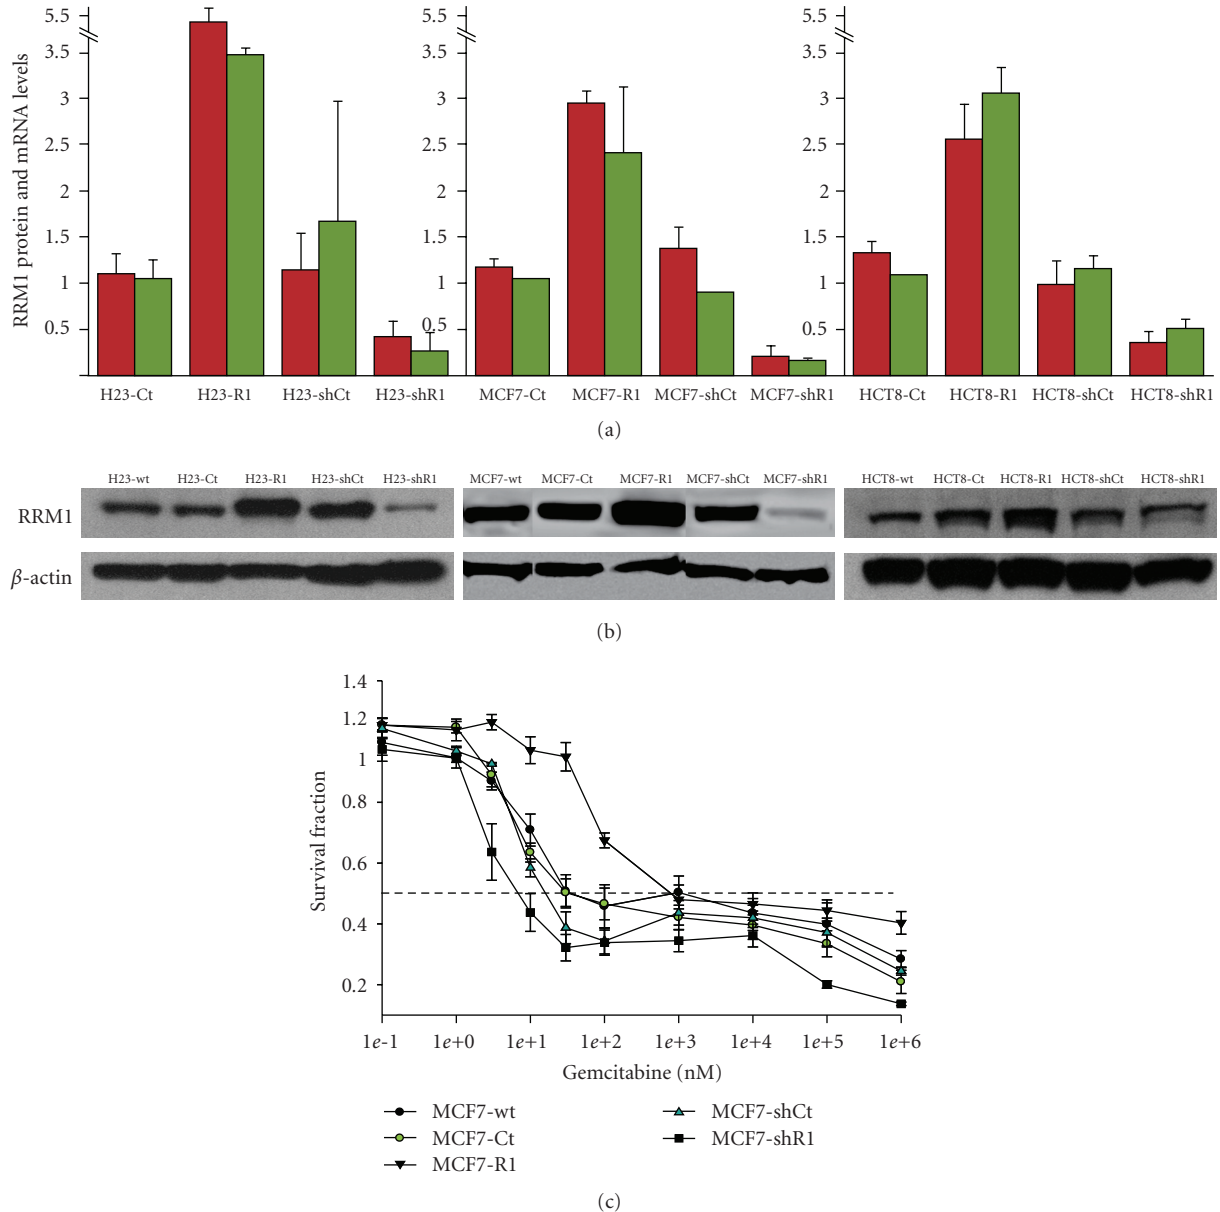 RRM1 protein and mRNA levels
5.5
3.5
3
2.5
2
1.5
1
0.5
H23-Ct H23-R1 H23-shCt H23-shR1
5.5
3.5
3
2.5
2
1.5
1
0.5
MCF7-Ct MCF7-R1 MCF7-shCt MCF7-shR1
5.5
3.5
3
2.5
2
1.5
1
0.5
HCT8-Ct HCT8-R1 HCT8-shCt HCT8-shR1
(a)
H23-wt H23-Ct H23-R1 H23-shCt H23-shR1
MCF7-wt MCF7-Ct MCF7-R1 MCF7-shCt MCF7-shR1
HCT8-wt HCT8-Ct HCT8-R1 HCT8-shCt HCT8-shR1
RRM1
β-actin
(b)
Survival fraction
1.4
1.2
1
0.8
0.6
0.4
0.2
1e-1 1e+0 1e+1 1e+2 1e+3 1e+4 1e+5 1e+6
Gemcitabine (nM)
MCF7-wt
MCF7-Ct
MCF7-R1
MCF7-shCt
MCF7-shR1
(c)